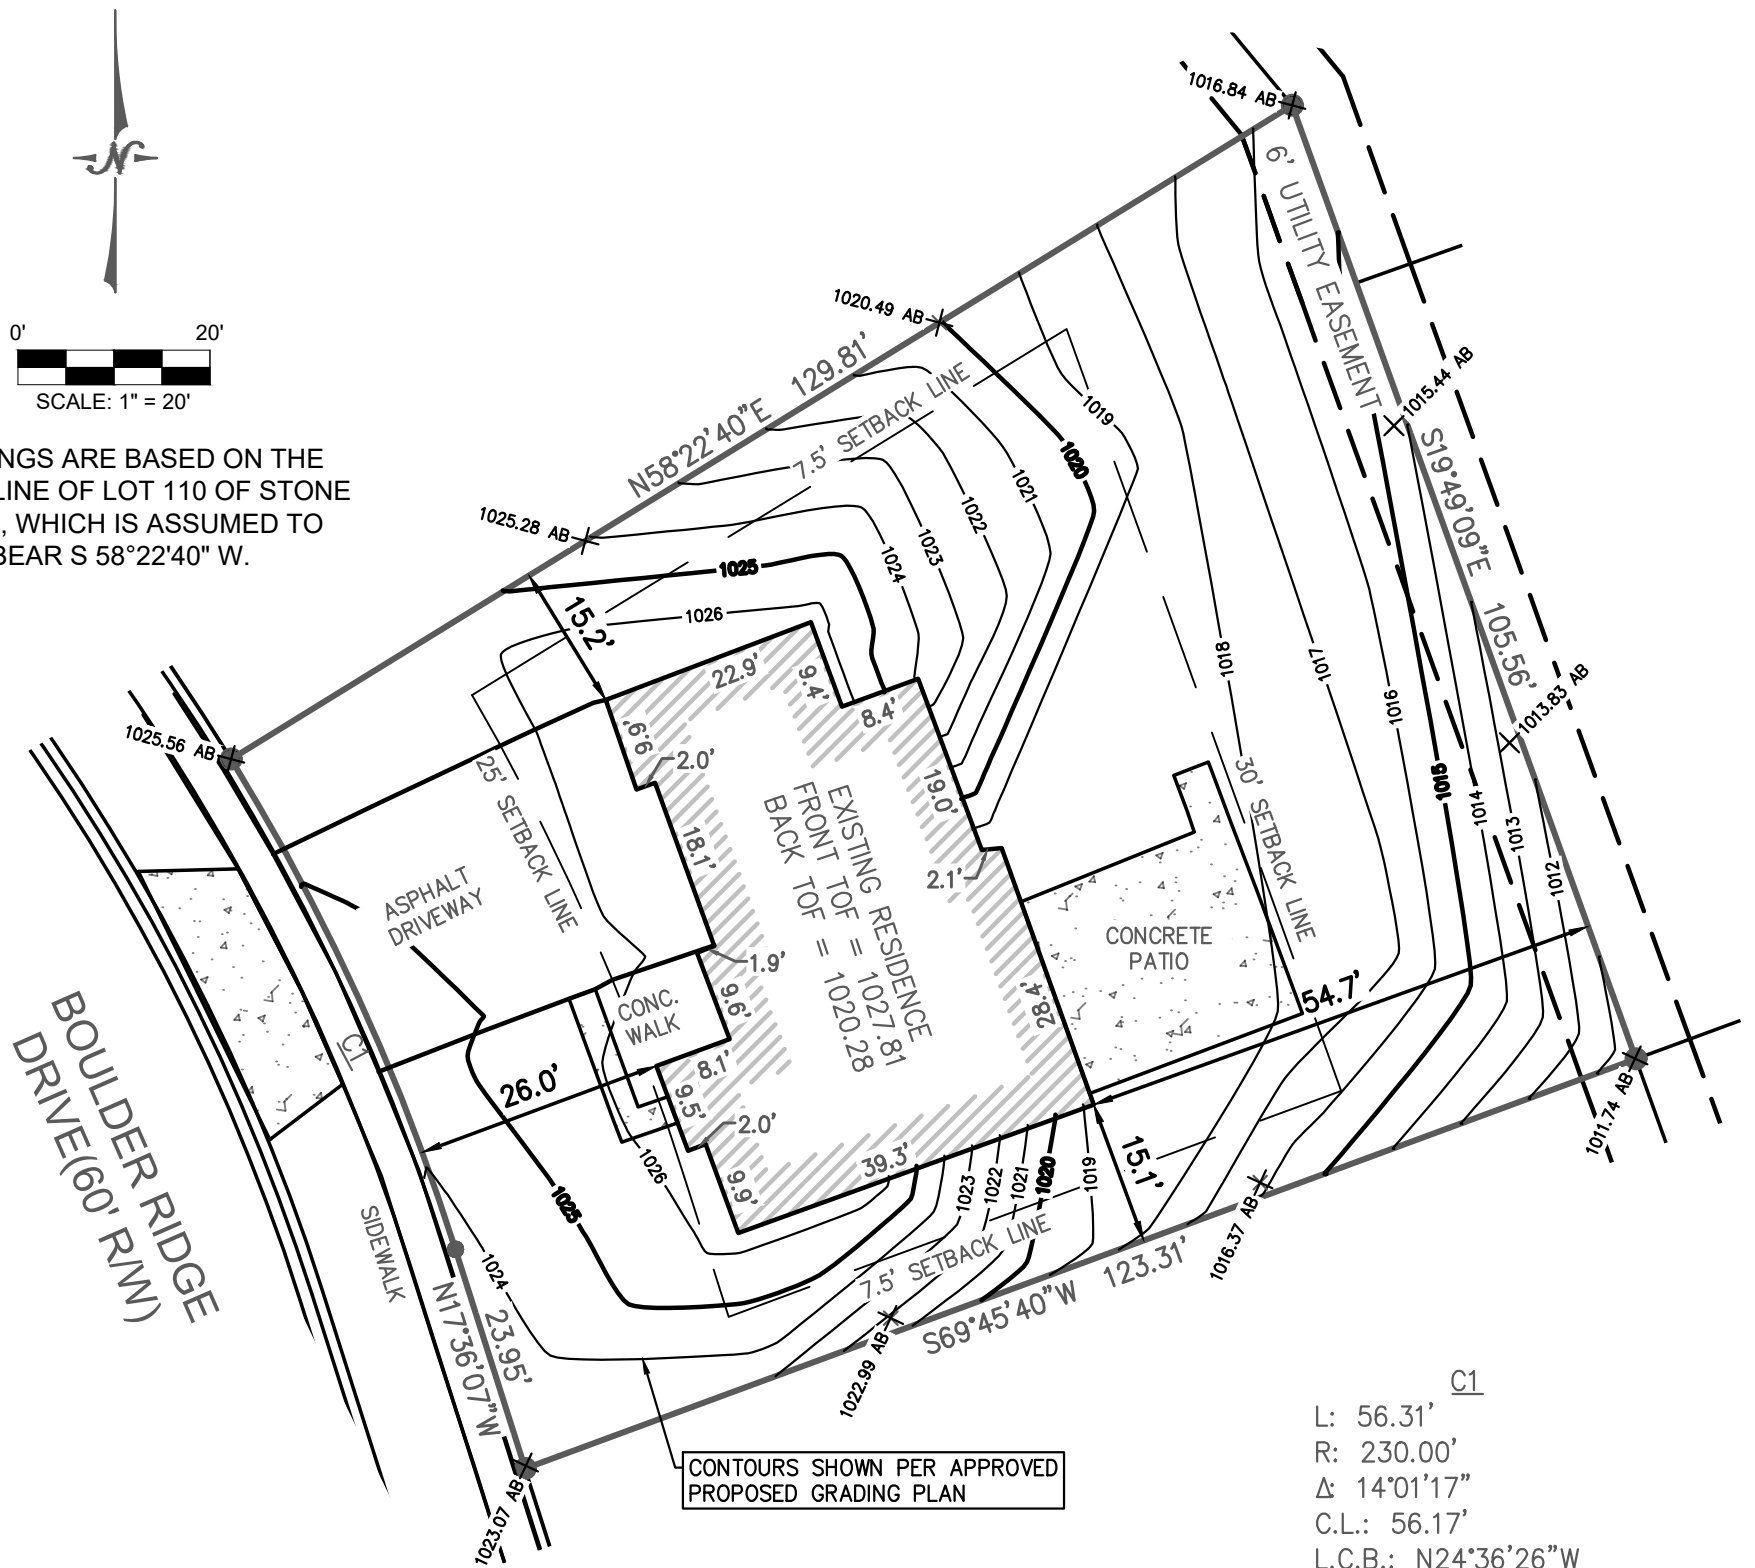 N
0' 20'
SCALE: 1" = 20'
NGS ARE BASED ON THE
LINE OF LOT 110 OF STONE
, WHICH IS ASSUMED TO
BEAR S 58°22'40" W.
1016.84 AB
6' UTILITY EASEMENT
1020.49 AB
N58°22'40"E 129.81'
7.5' SETBACK LINE
1019
1020
1015.44 AB
S19°49'09"E 105.56'
1025.28 AB
1021
1022
1023
1024
1025
1026
15.2'
1018
1017
1016
1013.83 AB
22.9'
9.4'
8.4'
1025.56 AB
9.9'
2.0'
25' SETBACK LINE
19.0'
30' SETBACK LINE
1015
1014
1013
1012
18.1'
EXISTING RESIDENCE
FRONT TOF = 1027.81
BACK TOF = 1020.28
2.1'
ASPHALT
DRIVEWAY
CONCRETE
PATIO
1.9'
9.6'
CONC.
WALK
28.4'
54.7'
C1
BOULDER RIDGE
DRIVE(60' R/W)
26.0'
8.1'
9.5'
2.0'
9.9'
39.3'
15.1'
1011.74 AB
1026
1025
1023
1022
1021
1020
1019
SIDEWALK
1024
7.5' SETBACK LINE
1016.37 AB
S69°45'40"W 123.31'
N17°36'07"W
23.95'
1022.99 AB
1023.07 AB
CONTOURS SHOWN PER APPROVED
PROPOSED GRADING PLAN
C1
L: 56.31'
R: 230.00'
Δ: 14°01'17"
C.L.: 56.17'
L.C.B.: N24°36'26"W